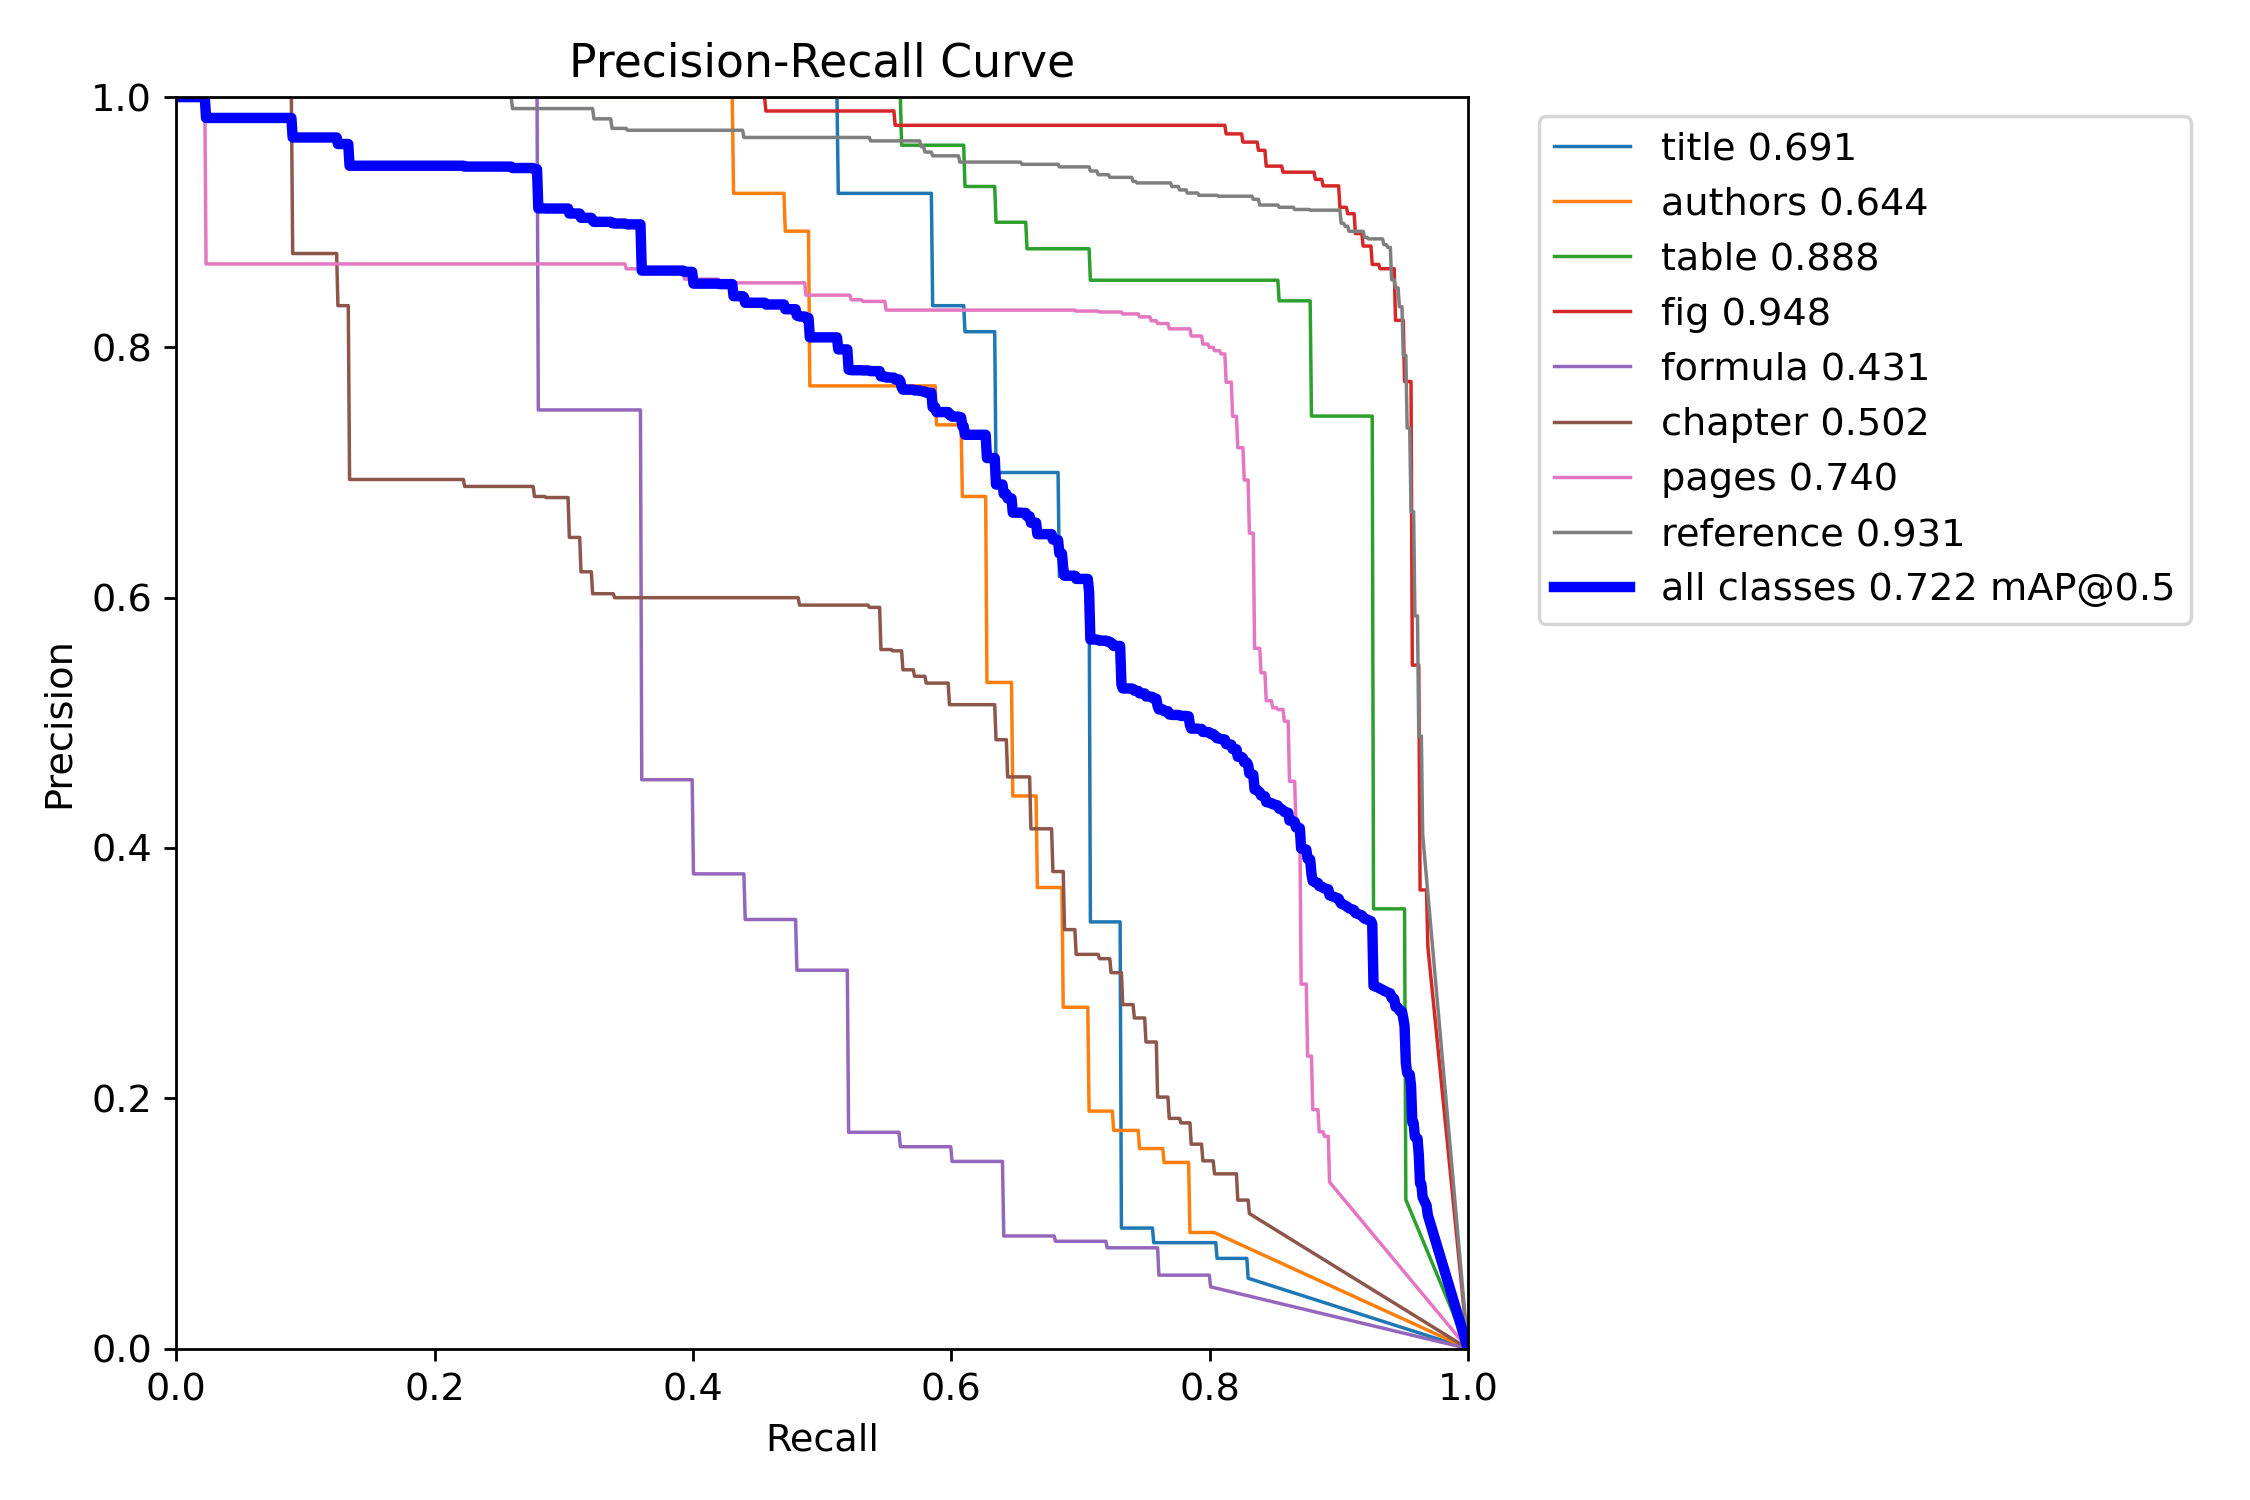 Precision-Recall Curve
1.0
0.8
0.6
0.4
0.2
0.0
Precision
0.0 0.2 0.4 0.6 0.8 1.0
Recall
title 0.691
authors 0.644
table 0.888
fig 0.948
formula 0.431
chapter 0.502
pages 0.740
reference 0.931
all classes 0.722 mAP@0.5